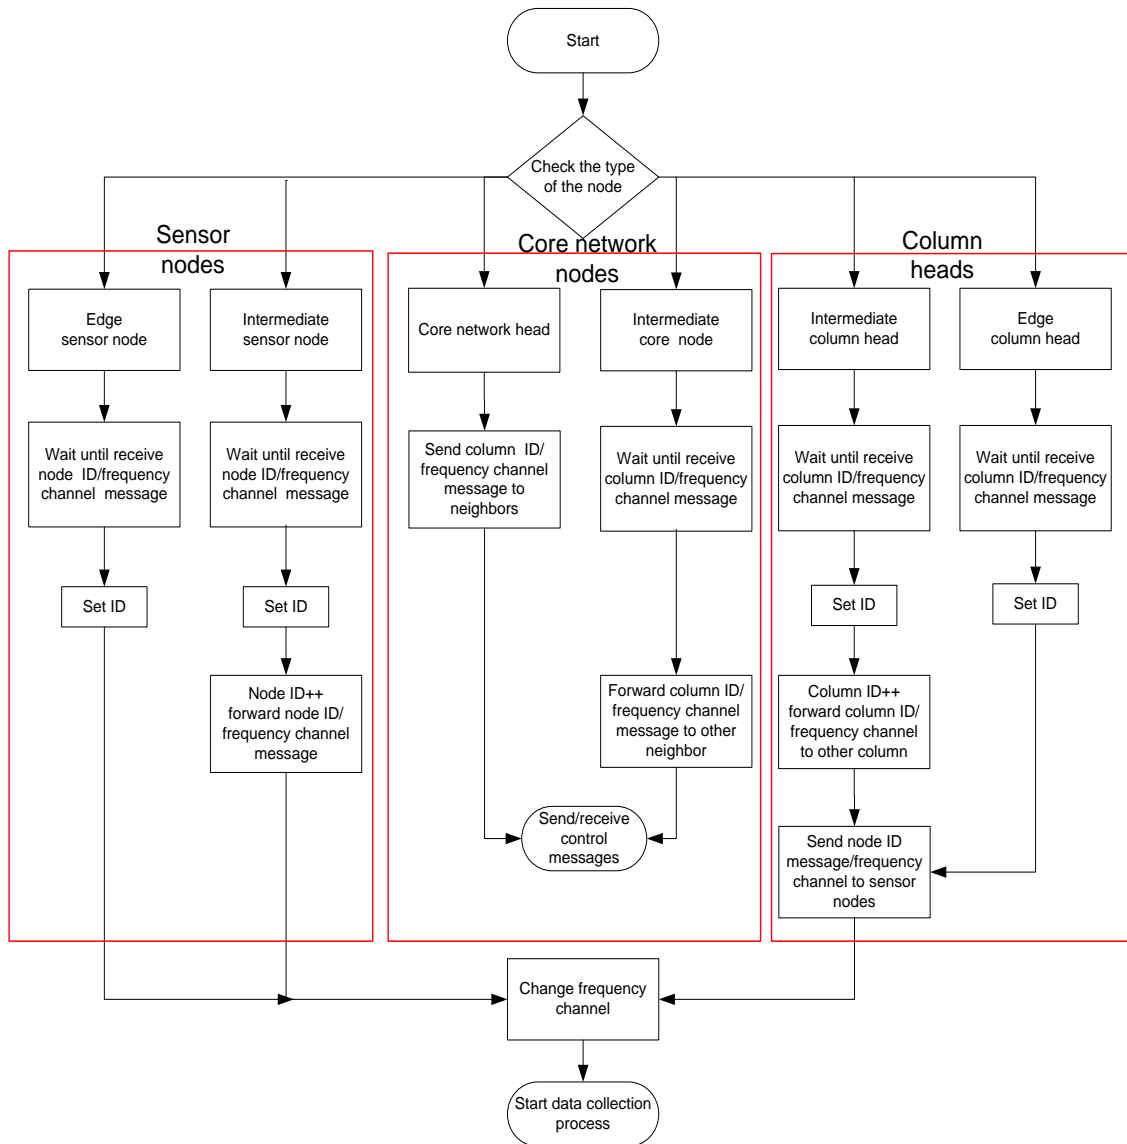 Start
Check the type
of the node
Sensor
nodes
Core network
nodes
Column
heads
Edge
sensor node
Intermediate
sensor node
Core network head
Intermediate
core node
Intermediate
column head
Edge
column head
Wait until receive
node ID/frequency
channel message
Wait until receive
node ID/frequency
channel message
Send column ID/
frequency channel
message to
neighbors
Wait until receive
column ID/frequency
channel message
Wait until receive
column ID/frequency
channel message
Wait until receive
column ID/frequency
channel message
Set ID
Set ID
Set ID
Set ID
Node ID++
forward node ID/
frequency channel
message
Forward column ID/
frequency channel
message to other
neighbor
Column ID++
forward column ID/
frequency channel
to other column
Send/receive
control
messages
Send node ID
message/frequency
channel to sensor
nodes
Change frequency
channel
Start data collection
process